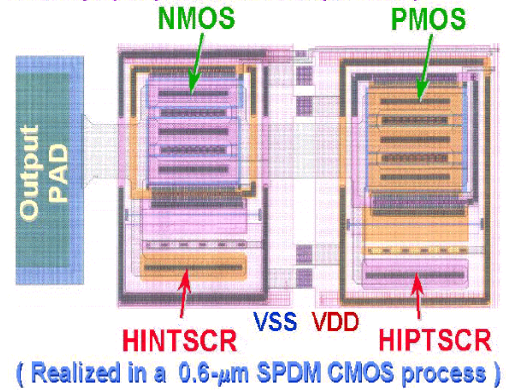 NMOS
PMOS
Output
PAD
HINTSCR
VSS
VDD
HIPTSCR
( Realized in a 0.6-μm SPDM CMOS process )